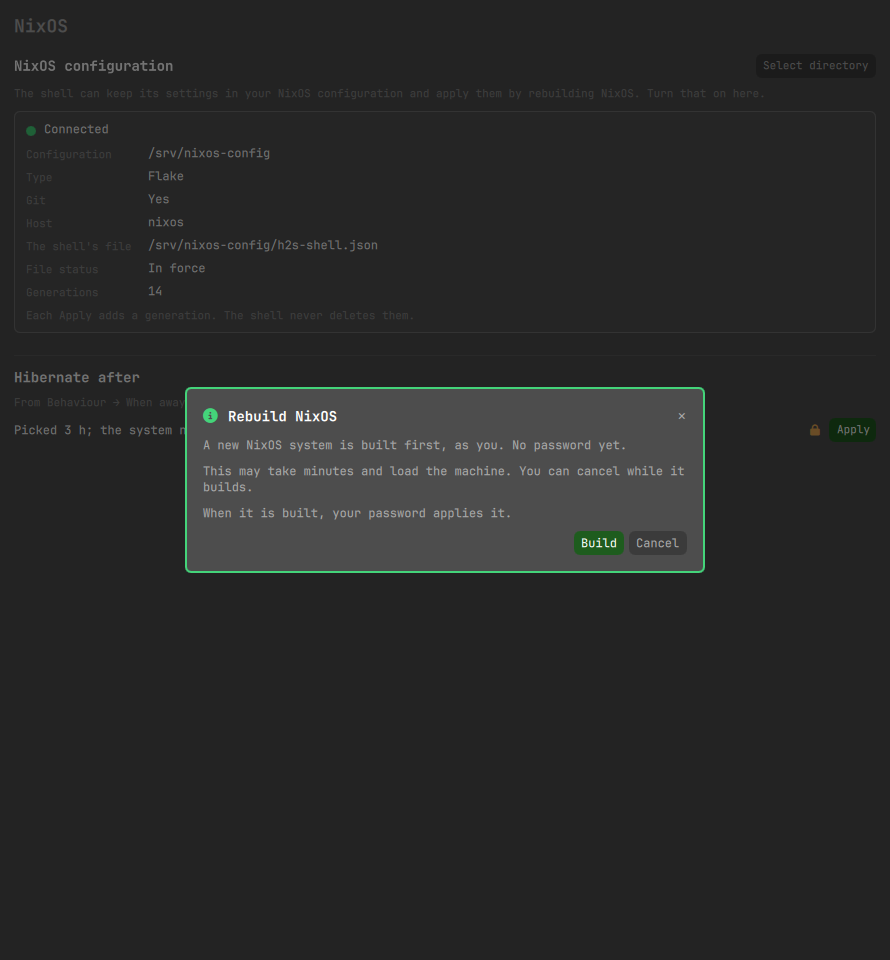 NixOS
NixOS configuration
Select directory
The shell can keep its settings in your NixOS configuration and apply them by rebuilding NixOS. Turn that on here.
Connected
Configuration /srv/nixos-config
Type Flake
Git Yes
Host nixos
The shell's file /srv/nixos-config/h2s-shell.json
File status In force
Generations 14
Each Apply adds a generation. The shell never deletes them.
Hibernate after
From Behaviour → When away
Picked 3 h; the system n
Apply
Rebuild NixOS
×
A new NixOS system is built first, as you. No password yet.
This may take minutes and load the machine. You can cancel while it
builds.
When it is built, your password applies it.
Build Cancel